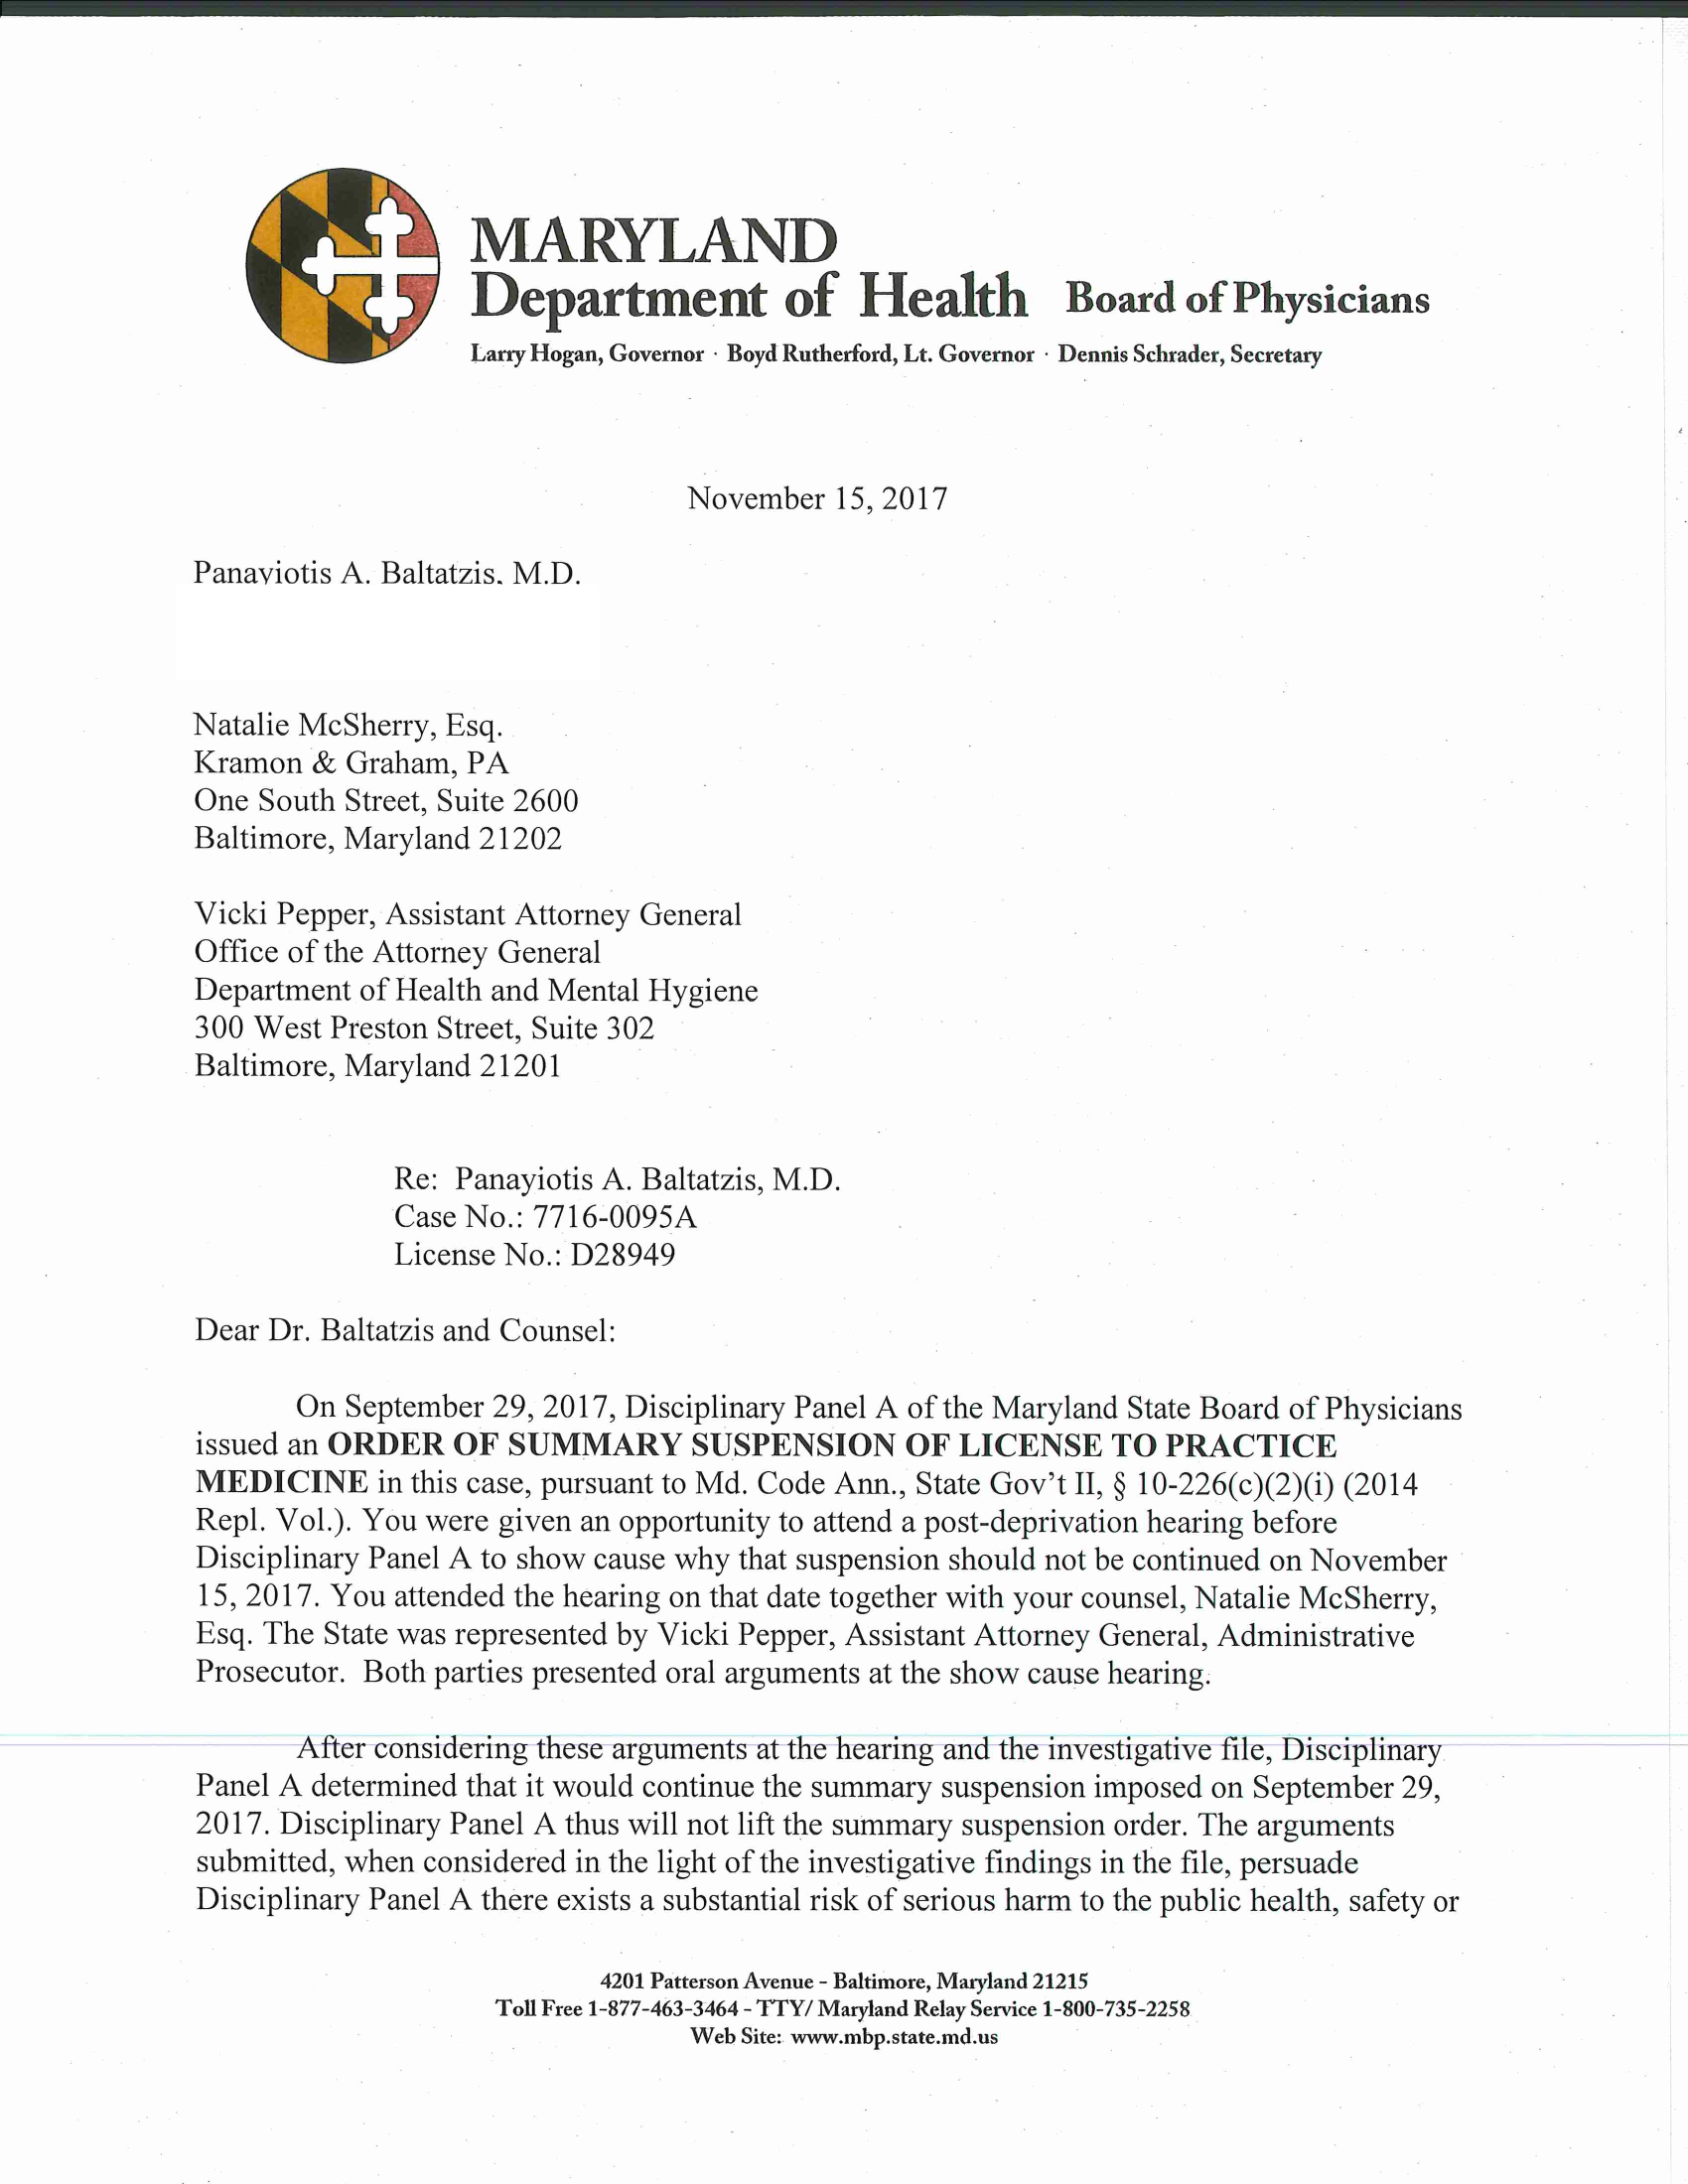 MARYLAND
Department of Health Board of Physicians
Larry Hogan, Governor · Boyd Rutherford, Lt. Governor · Dennis Schrader, Secretary
November 15, 2017
Panayiotis A. Baltatzis, M.D.
Natalie McSherry, Esq.
Kramon & Graham, PA
One South Street, Suite 2600
Baltimore, Maryland 21202
Vicki Pepper, Assistant Attorney General
Office of the Attorney General
Department of Health and Mental Hygiene
300 West Preston Street, Suite 302
Baltimore, Maryland 21201
Re: Panayiotis A. Baltatzis, M.D.
Case No.: 7716-0095A
License No.: D28949
Dear Dr. Baltatzis and Counsel:
On September 29, 2017, Disciplinary Panel A of the Maryland State Board of Physicians
issued an ORDER OF SUMMARY SUSPENSION OF LICENSE TO PRACTICE
MEDICINE in this case, pursuant to Md. Code Ann., State Gov't II, § 10-226(c)(2)(i) (2014
Repl. Vol.). You were given an opportunity to attend a post-deprivation hearing before
Disciplinary Panel A to show cause why that suspension should not be continued on November
15, 2017. You attended the hearing on that date together with your counsel, Natalie McSherry,
Esq. The State was represented by Vicki Pepper, Assistant Attorney General, Administrative
Prosecutor. Both parties presented oral arguments at the show cause hearing.
After considering these arguments at the hearing and the investigative file, Disciplinary
Panel A determined that it would continue the summary suspension imposed on September 29,
2017. Disciplinary Panel A thus will not lift the summary suspension order. The arguments
submitted, when considered in the light of the investigative findings in the file, persuade
Disciplinary Panel A there exists a substantial risk of serious harm to the public health, safety or
4201 Patterson Avenue - Baltimore, Maryland 21215
Toll Free 1-877-463-3464 - TTY/ Maryland Relay Service 1-800-735-2258
Web Site: www.mbp.state.md.us